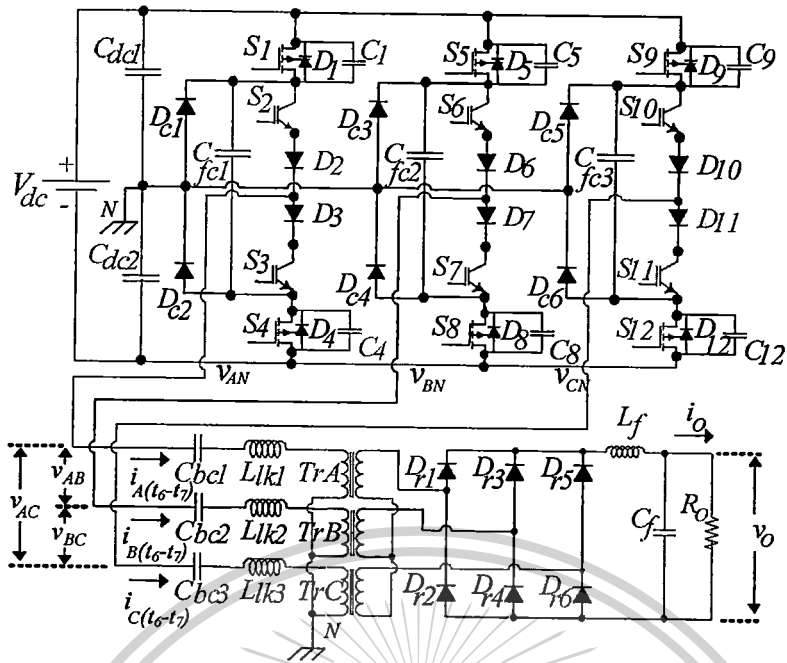 S1 D1 C1 S5 D5 C5 S9 D9 C9
Cdc1
S2 S6 S10
Dc1 Dc3 Dc5
Cfc1 D2 Cfc2 D6 Cfc3 D10
+
Vdc
-
N
D3 D7 D11
Cdc2
S3 S7 S11
Dc2 Dc4 Dc6
S4 D4 C4 S8 D8 C8 S12 D12 C12
vAN vBN vCN
Lf iO
vAB iA(t6-t7) Cbc1 Llk1 TrA Dr1 Dr3 Dr5
vAC
vBC iB(t6-t7) Cbc2 Llk2 TrB Cf RO vO
iC(t6-t7) Cbc3 Llk3 TrC Dr2 Dr4 Dr6
N